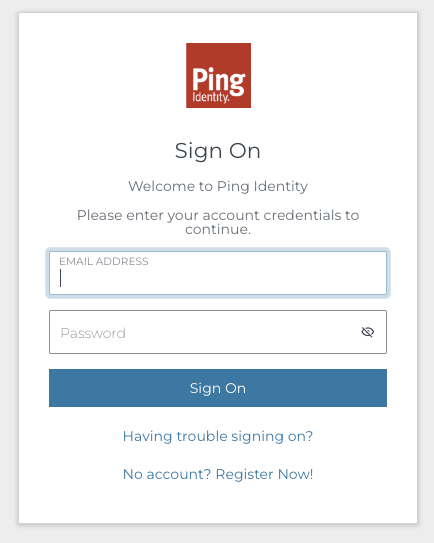 Ping
Identity.
Sign On
Welcome to Ping Identity
Please enter your account credentials to
continue.
EMAIL ADDRESS
Password
Sign On
Having trouble signing on?
No account? Register Now!